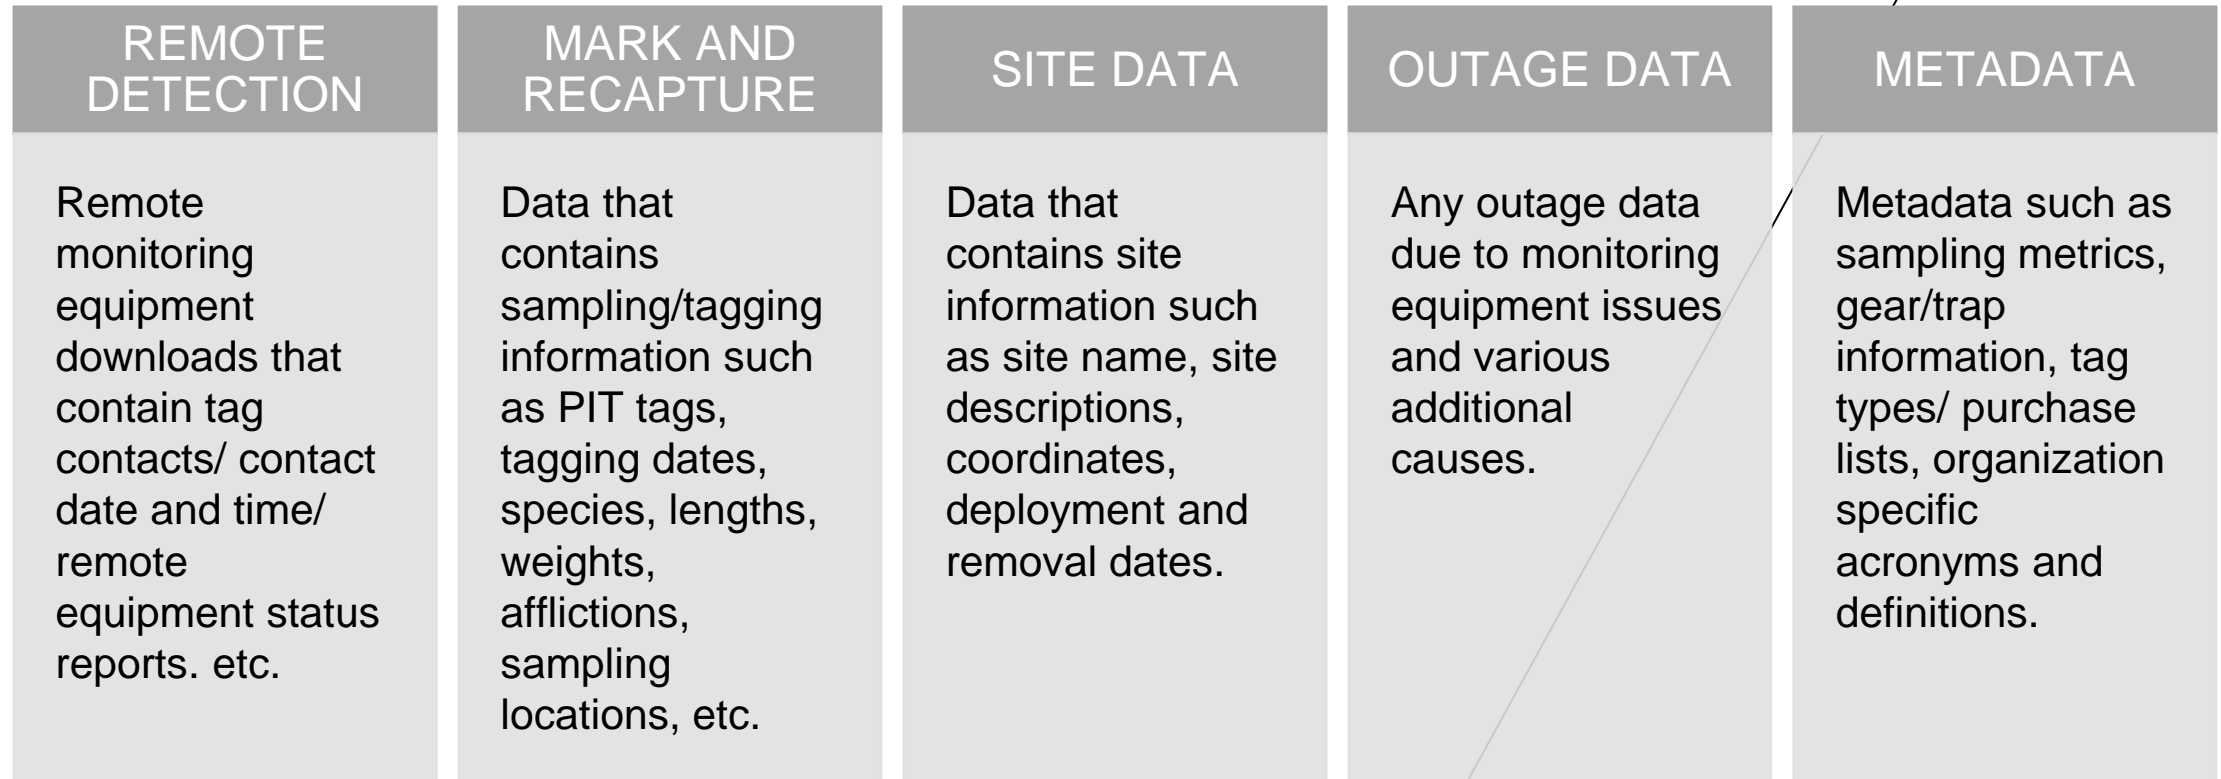 REMOTE
DETECTION
Remote
monitoring
equipment
downloads that
contain tag
contacts/ contact
date and time/
remote
equipment status
reports. etc.
MARK AND
RECAPTURE
Data that
contains
sampling/tagging
information such
as PIT tags,
tagging dates,
species, lengths,
weights,
afflictions,
sampling
locations, etc.
SITE DATA
Data that
contains site
information such
as site name, site
descriptions,
coordinates,
deployment and
removal dates.
OUTAGE DATA
Any outage data
due to monitoring
equipment issues
and various
additional
causes.
METADATA
Metadata such as
sampling metrics,
gear/trap
information, tag
types/ purchase
lists, organization
specific
acronyms and
definitions.